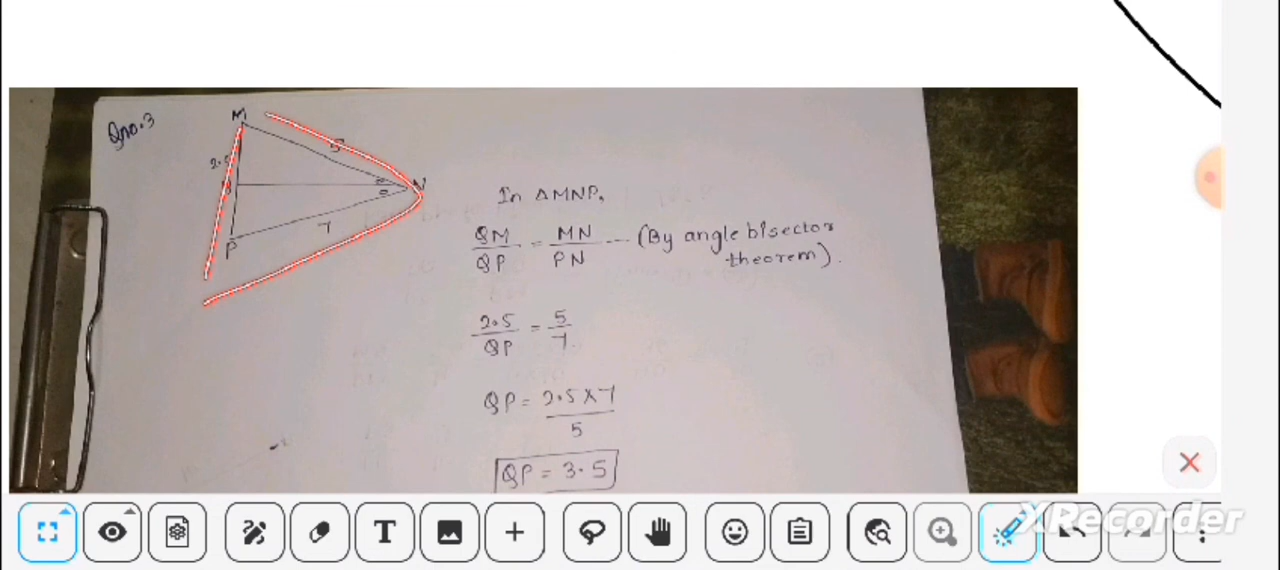 Qno.3
M
2.5
5
N
P
7
In ΔMNP,
QM/QP = MN/PN --- (By angle bisector
theorem).
2.5/QP = 5/7
QP = 2.5×7/5
QP = 3.5
T
XRecorder